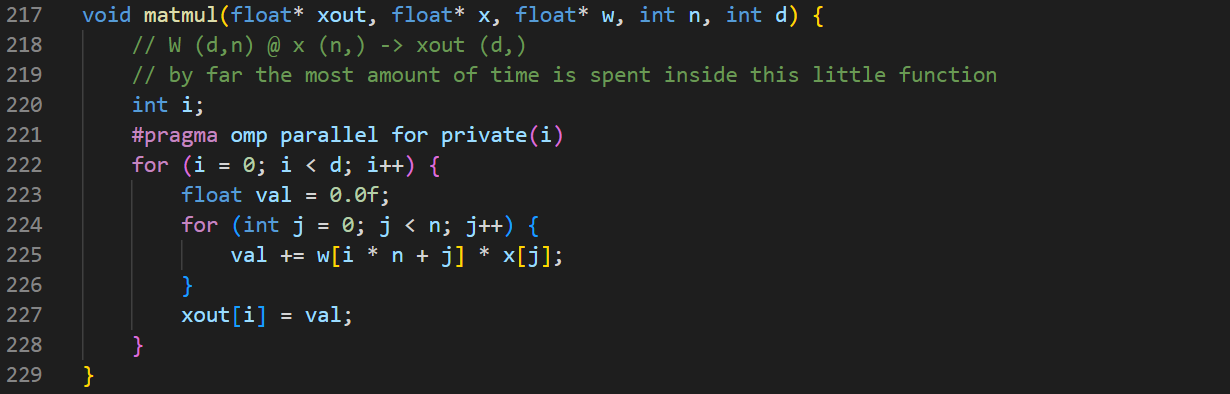 217 void matmul(float* xout, float* x, float* w, int n, int d) {
218     // W (d,n) @ x (n,) -> xout (d,)
219     // by far the most amount of time is spent inside this little function
220     int i;
221     #pragma omp parallel for private(i)
222     for (i = 0; i < d; i++) {
223         float val = 0.0f;
224         for (int j = 0; j < n; j++) {
225             val += w[i * n + j] * x[j];
226         }
227         xout[i] = val;
228     }
229 }